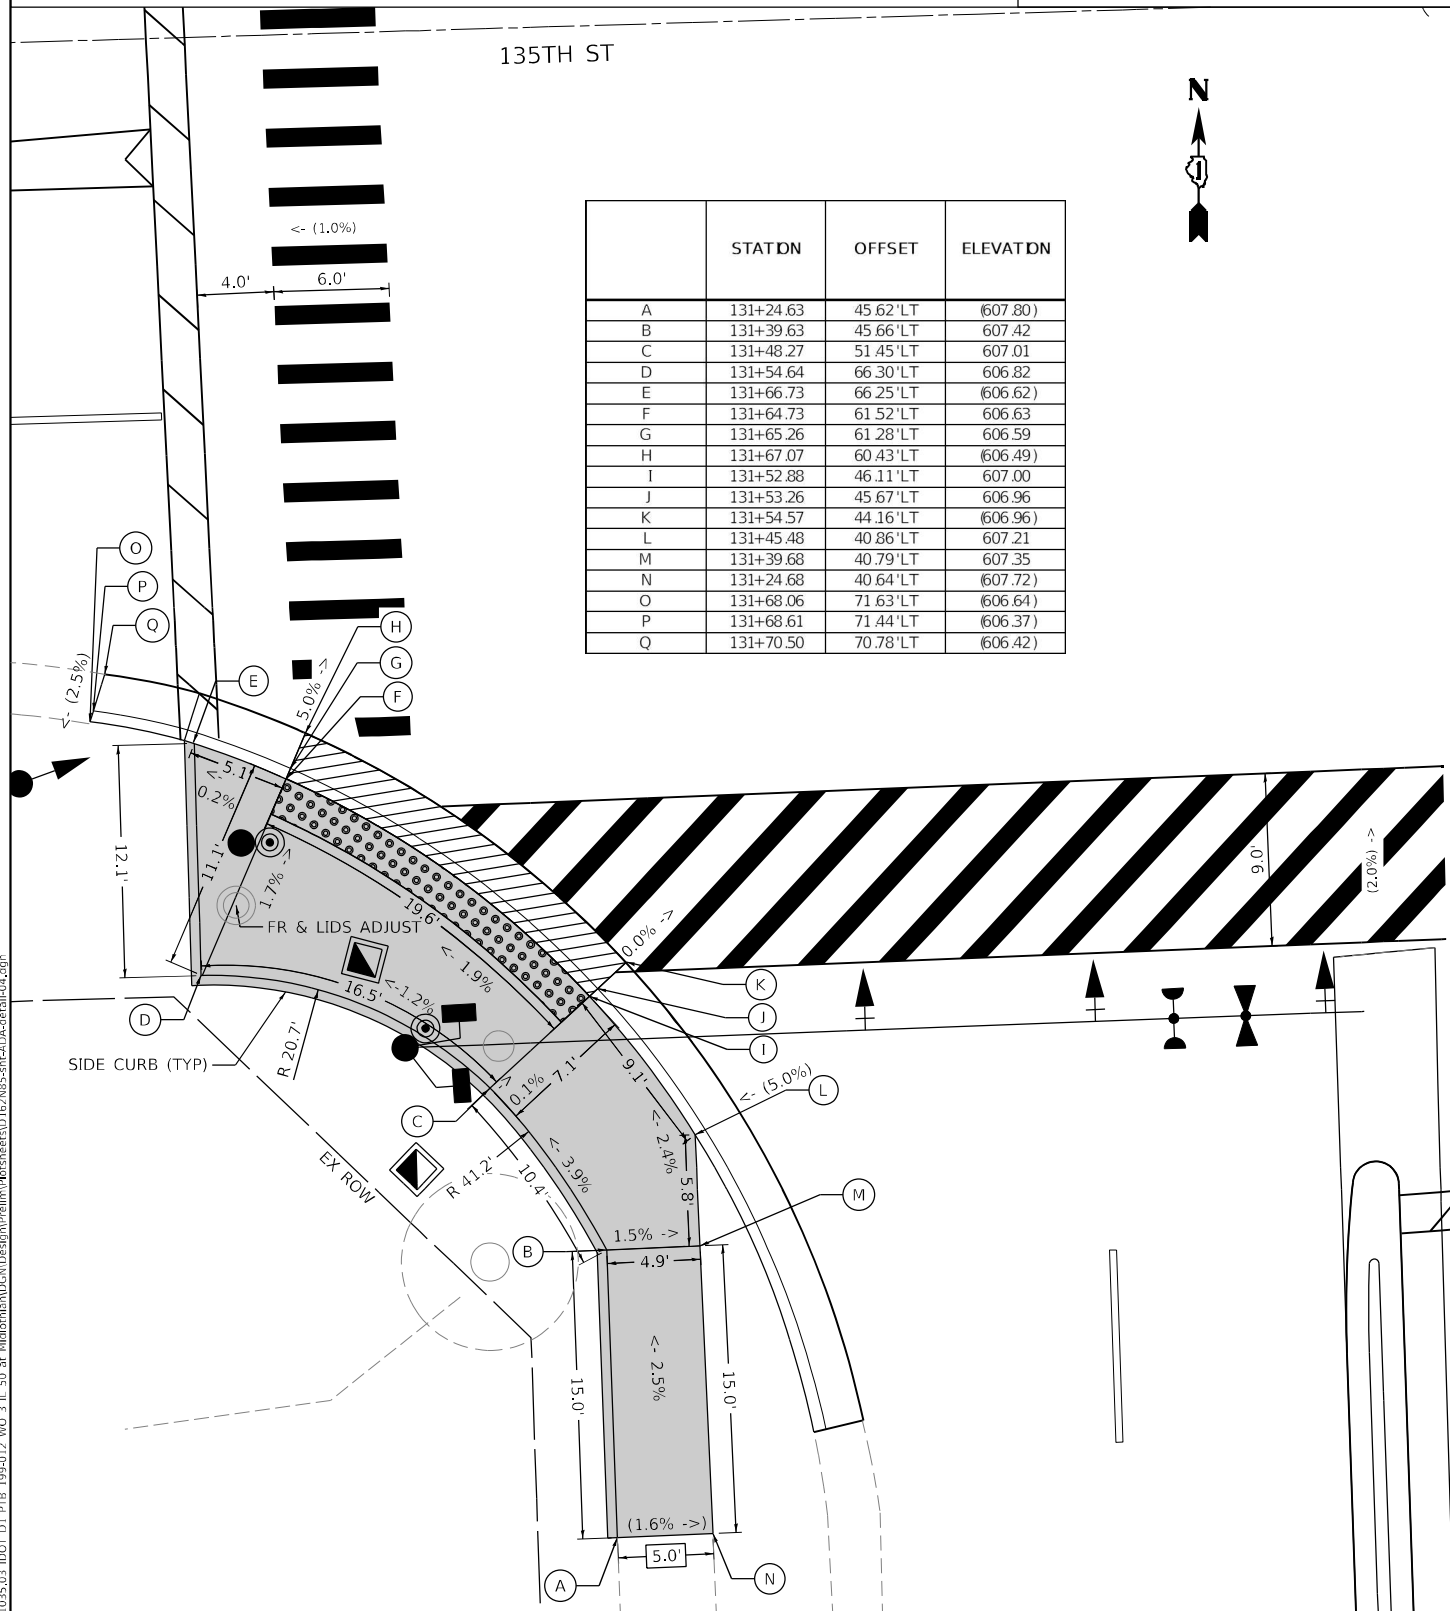 135TH ST
N
1
<- (1.0%)
4.0'
6.0'
STATION OFFSET ELEVATION
A 131+24.63 45.62'LT (607.80)
B 131+39.63 45.66'LT 607.42
C 131+48.27 51.45'LT 607.01
D 131+54.64 66.30'LT 606.82
E 131+66.73 66.25'LT (606.62)
F 131+64.73 61.52'LT 606.63
G 131+65.26 61.28'LT 606.59
H 131+67.07 60.43'LT (606.49)
I 131+52.88 46.11'LT 607.00
J 131+53.26 45.67'LT 606.96
K 131+54.57 44.16'LT (606.96)
L 131+45.48 40.86'LT 607.21
M 131+39.68 40.79'LT 607.35
N 131+24.68 40.64'LT (607.72)
O 131+68.06 71.63'LT (606.64)
P 131+68.61 71.44'LT (606.37)
Q 131+70.50 70.78'LT (606.42)
O
P
Q
H
G
F
E
<- (2.5%)
5.0% ->
5.1'
<-
0.2%
12.1'
11.1'
1.7% ->
19.6'
FR & LIDS ADJUST
<- 1.9%
<-1.2%
16.5'
0.0% ->
9.0'
(2.0%) ->
K
J
I
D
SIDE CURB (TYP)
R 20.7'
->
0.1%
7.1'
9.1'
<- (5.0%)
L
C
<- 2.4%
5.8'
<- 3.9%
R 41.2'
10.4'
EX ROW
M
1.5% ->
B
4.9'
<- 2.5%
15.0'
15.0'
(1.6% ->)
5.0'
A
N